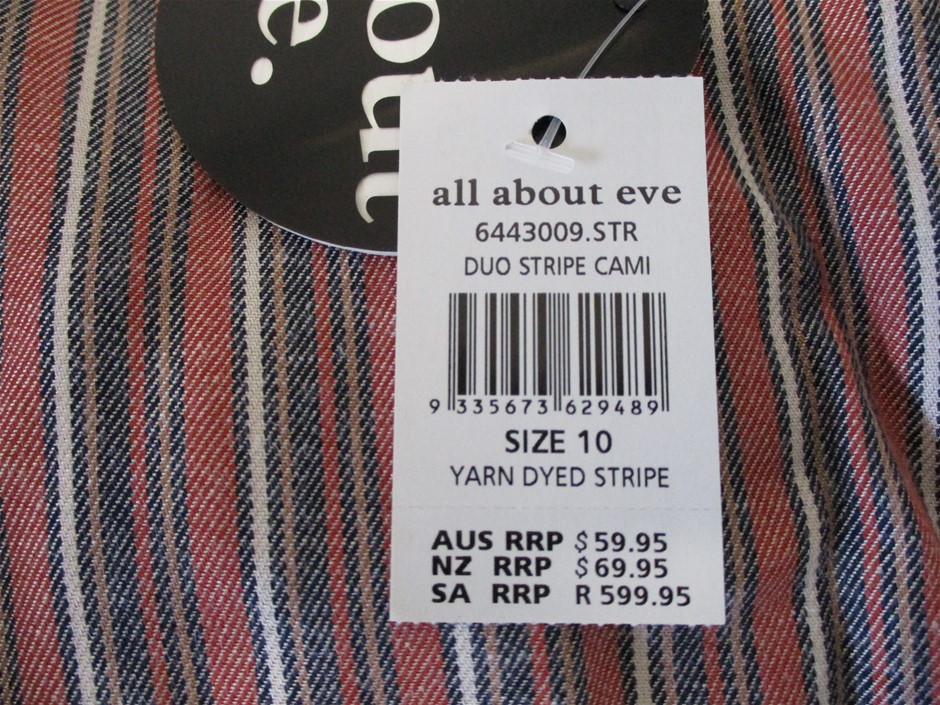 out
e.
all about eve
6443009.STR
DUO STRIPE CAMI
9 335673 629489
SIZE 10
YARN DYED STRIPE
AUS RRP $59.95
NZ RRP $69.95
SA RRP R 599.95